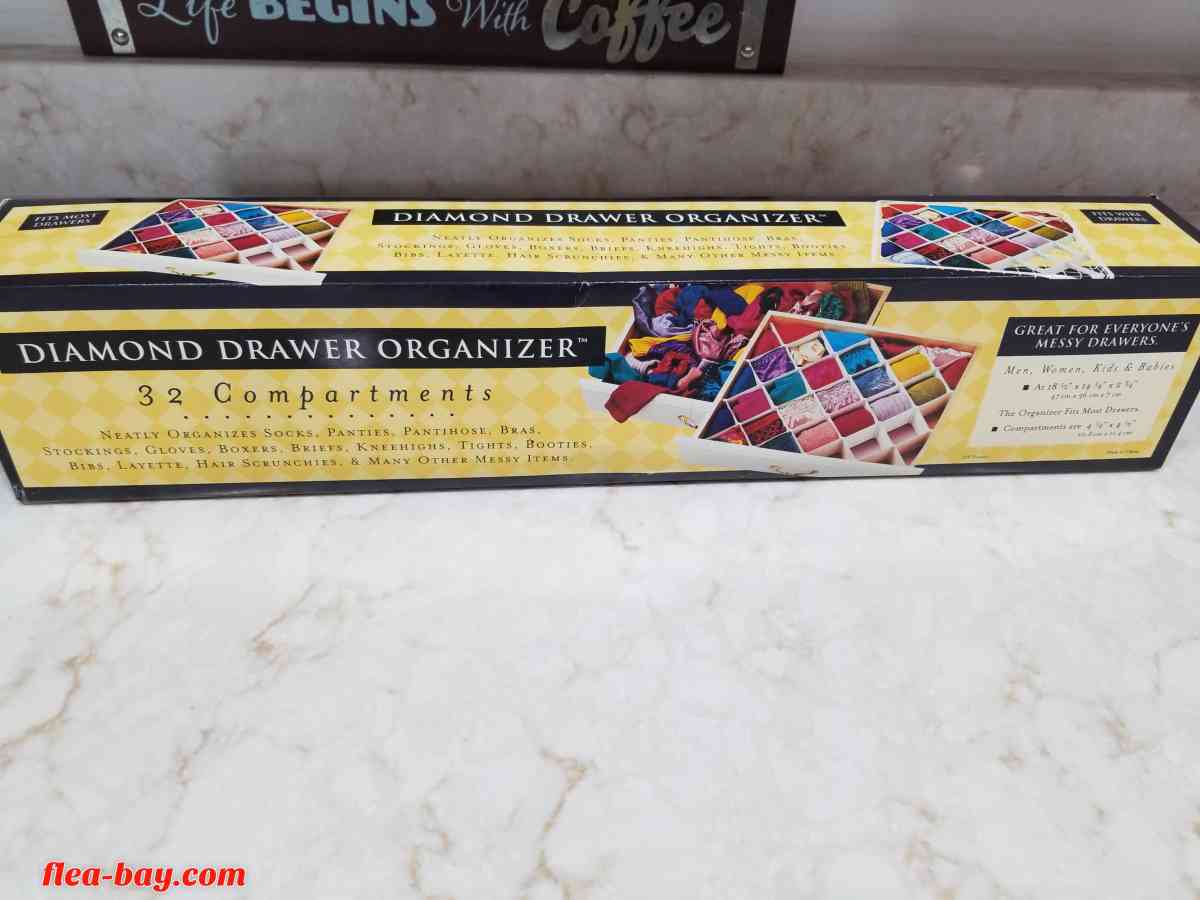 Life BEGINS With Coffee
FITS MOST
DRAWERS
DIAMOND DRAWER ORGANIZER™
NEATLY ORGANIZES SOCKS, PANTIES, PANTIHOSE, BRAS,
STOCKINGS, GLOVES, BOXERS, BRIEFS, KNEEHIGHS, TIGHTS, BOOTIES
BIBS, LAYETTE, HAIR SCRUNCHIES, & MANY OTHER MESSY ITEMS
FITS WIRE
DRAWERS
DIAMOND DRAWER ORGANIZER™
32 Compartments
NEATLY ORGANIZES SOCKS, PANTIES, PANTIHOSE, BRAS,
STOCKINGS, GLOVES, BOXERS, BRIEFS, KNEEHIGHS, TIGHTS, BOOTIES,
BIBS, LAYETTE, HAIR SCRUNCHIES, & MANY OTHER MESSY ITEMS.
GREAT FOR EVERYONE'S
MESSY DRAWERS.
Men, Women, Kids & Babies
The Organizer Fits Most Drawers.
Compartments are
flea-bay.com